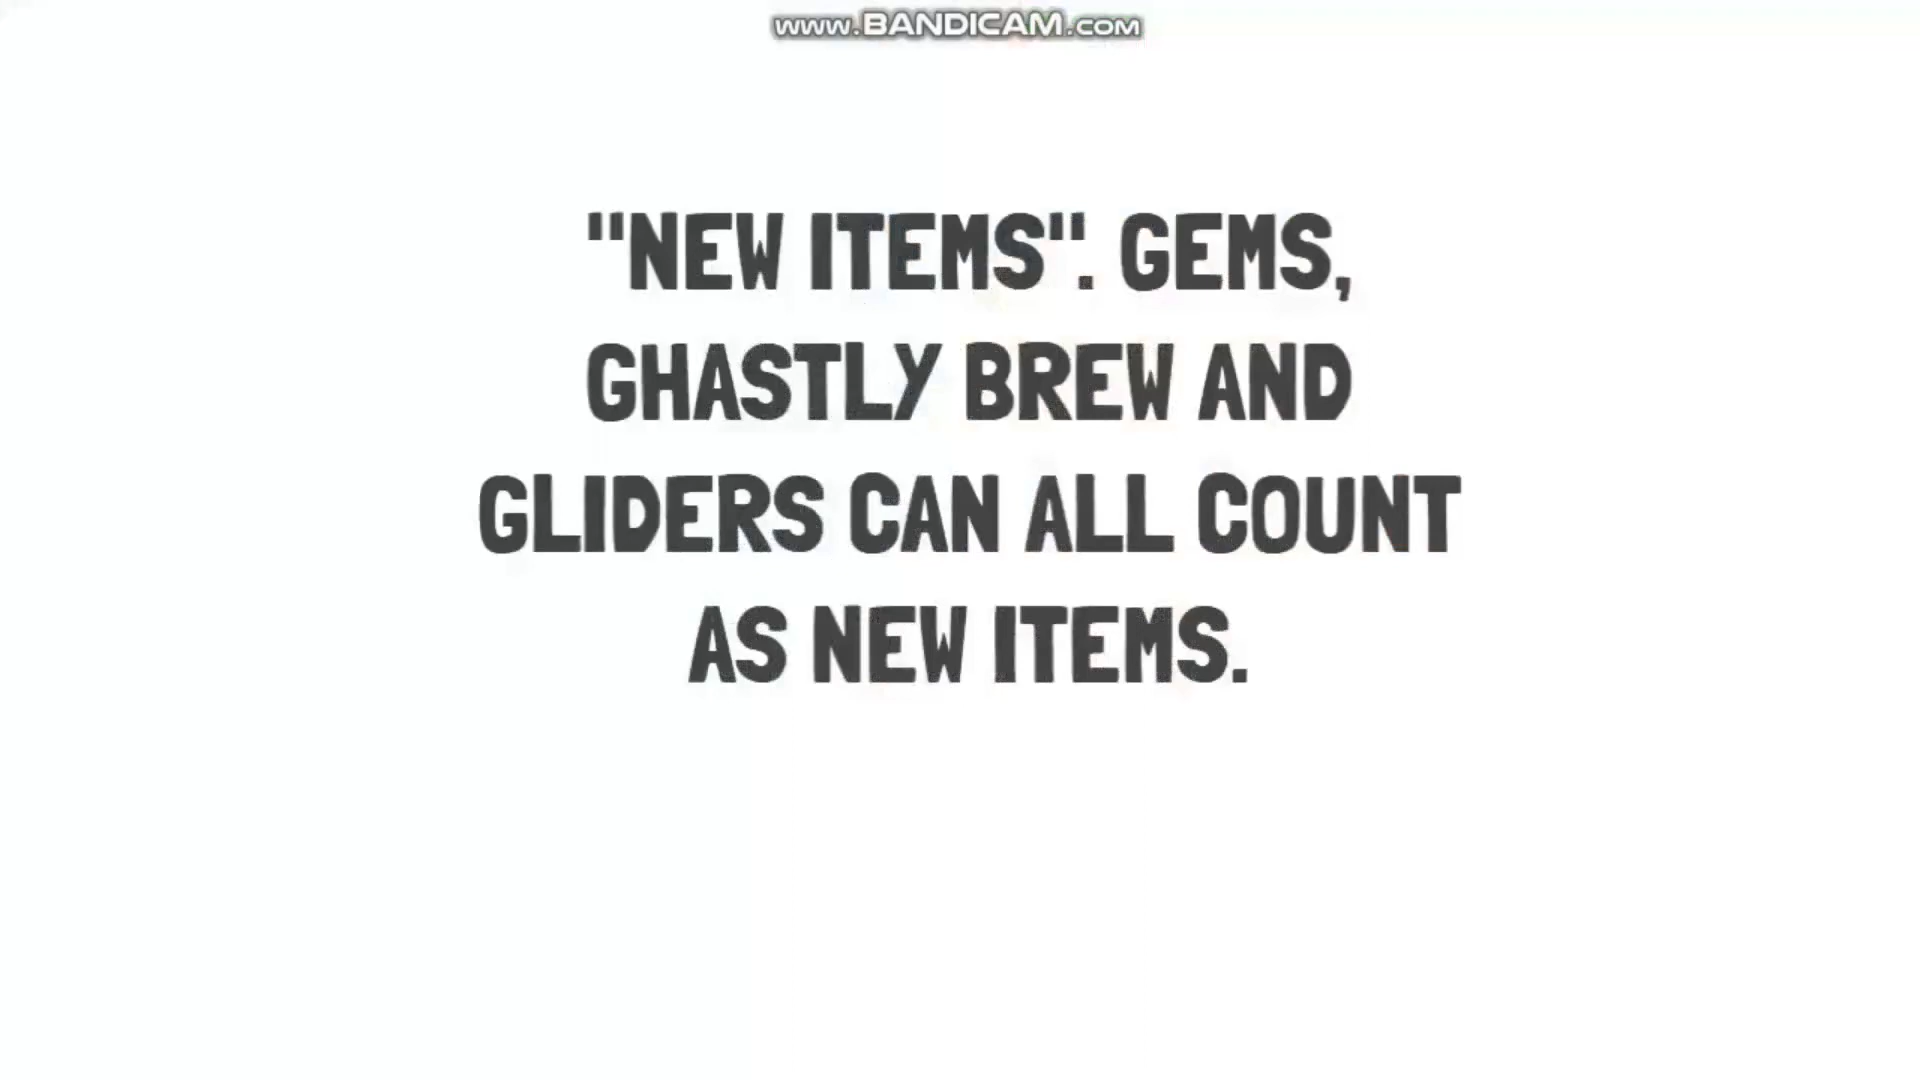 www.BANDICAM.com
"NEW ITEMS". GEMS,
GHASTLY BREW AND
GLIDERS CAN ALL COUNT
AS NEW ITEMS.